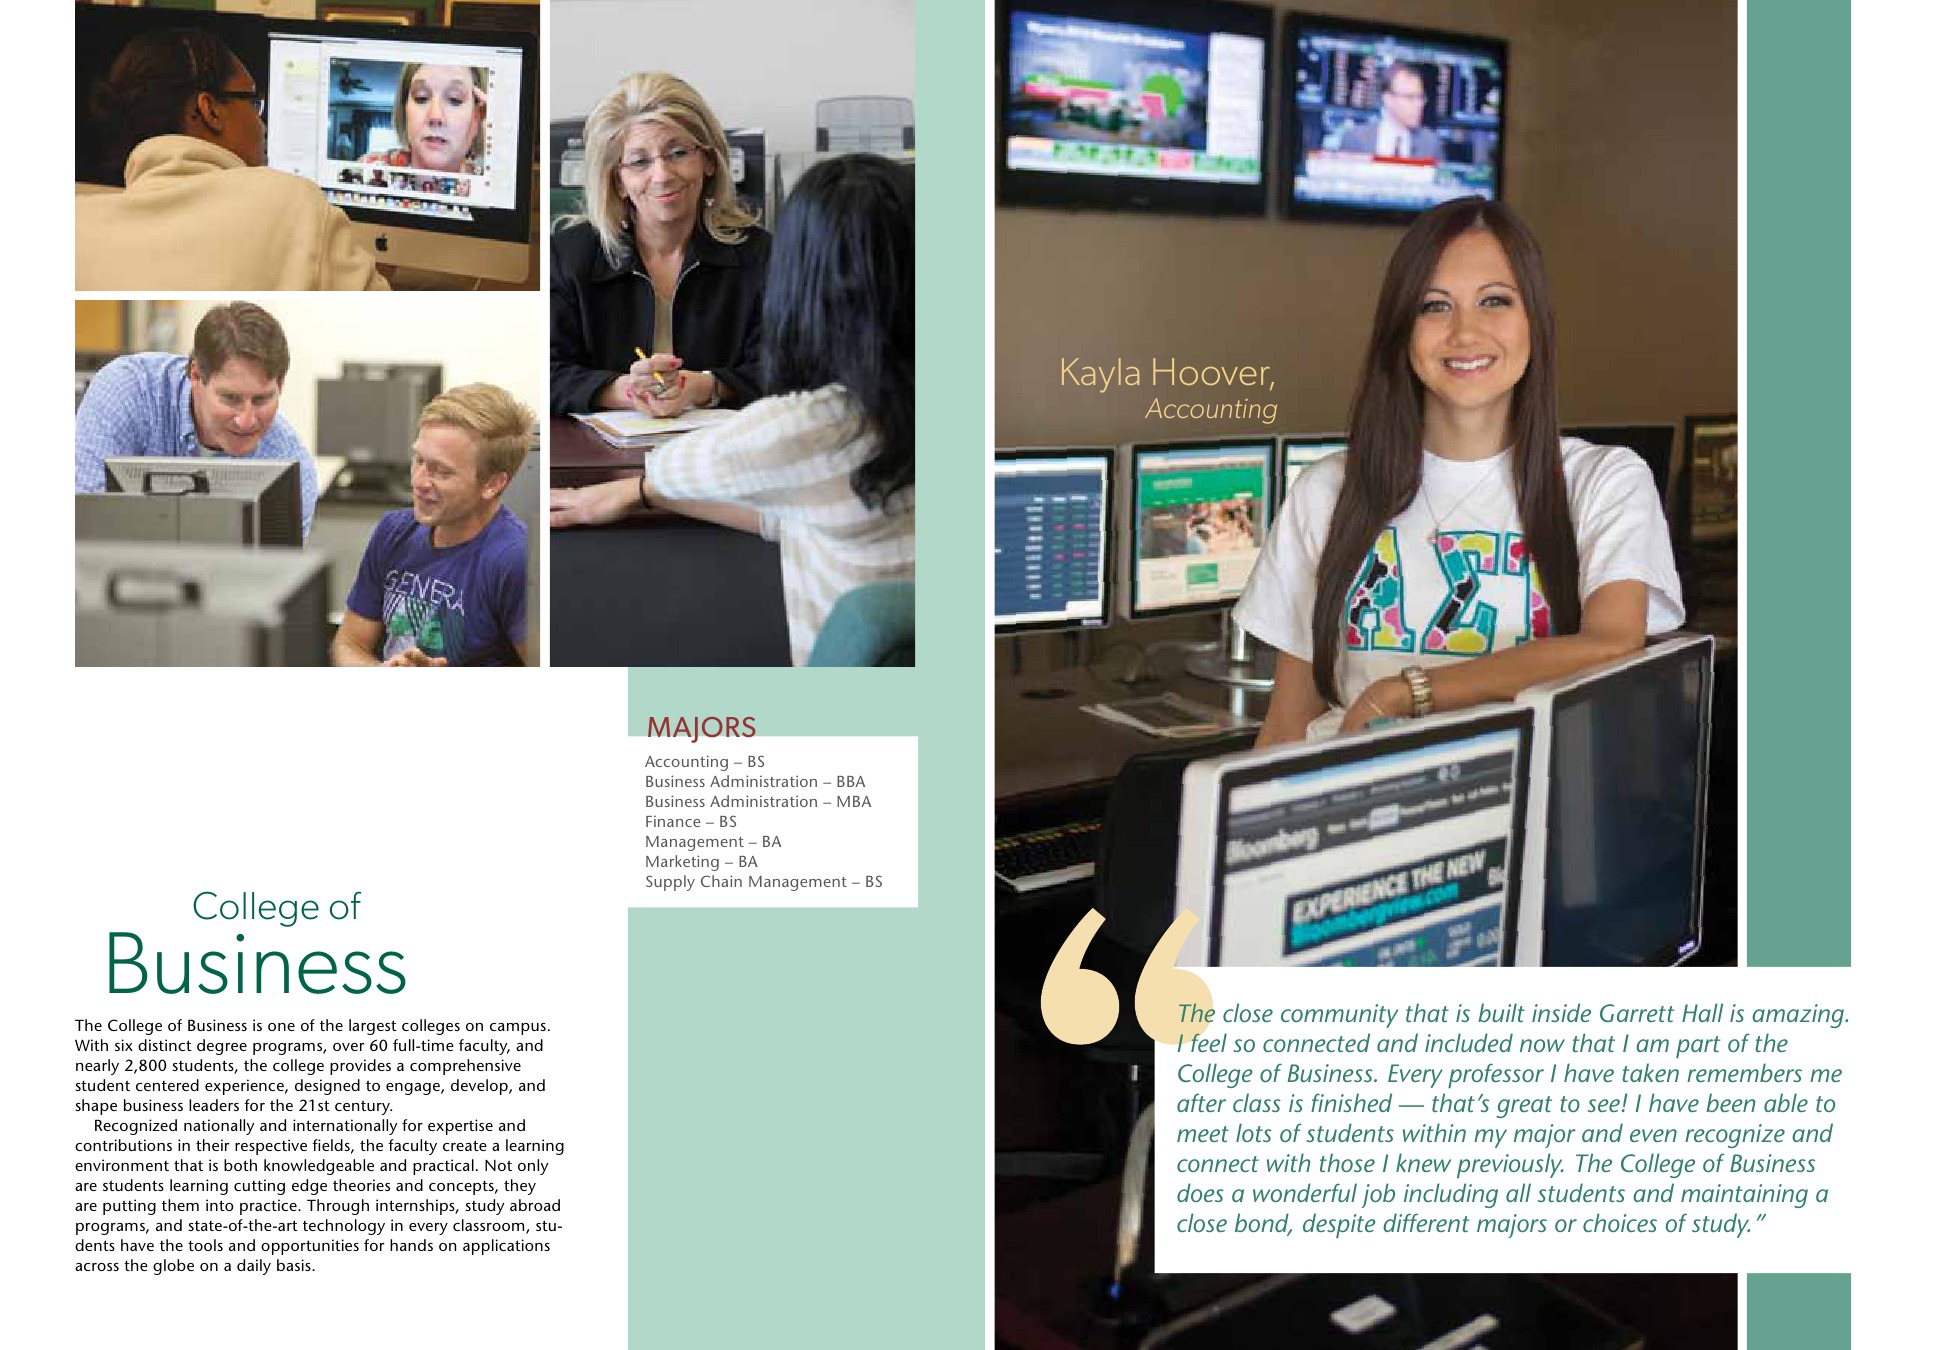 College of
Business
The College of Business is one of the largest colleges on campus.
With six distinct degree programs, over 60 full-time faculty, and
nearly 2,800 students, the college provides a comprehensive
student centered experience, designed to engage, develop, and
shape business leaders for the 21st century.
Recognized nationally and internationally for expertise and
contributions in their respective fields, the faculty create a learning
environment that is both knowledgeable and practical. Not only
are students learning cutting edge theories and concepts, they
are putting them into practice. Through internships, study abroad
programs, and state-of-the-art technology in every classroom, stu-
dents have the tools and opportunities for hands on applications
across the globe on a daily basis.
MAJORS
Accounting – BS
Business Administration – BBA
Business Administration – MBA
Finance – BS
Management – BA
Marketing – BA
Supply Chain Management – BS
GENERA
Kayla Hoover,
Accounting
ΑΣΤ
Bloomberg
EXPERIENCE THE NEW
Bloombergview.com
“
The close community that is built inside Garrett Hall is amazing.
I feel so connected and included now that I am part of the
College of Business. Every professor I have taken remembers me
after class is finished — that’s great to see! I have been able to
meet lots of students within my major and even recognize and
connect with those I knew previously. The College of Business
does a wonderful job including all students and maintaining a
close bond, despite different majors or choices of study.”